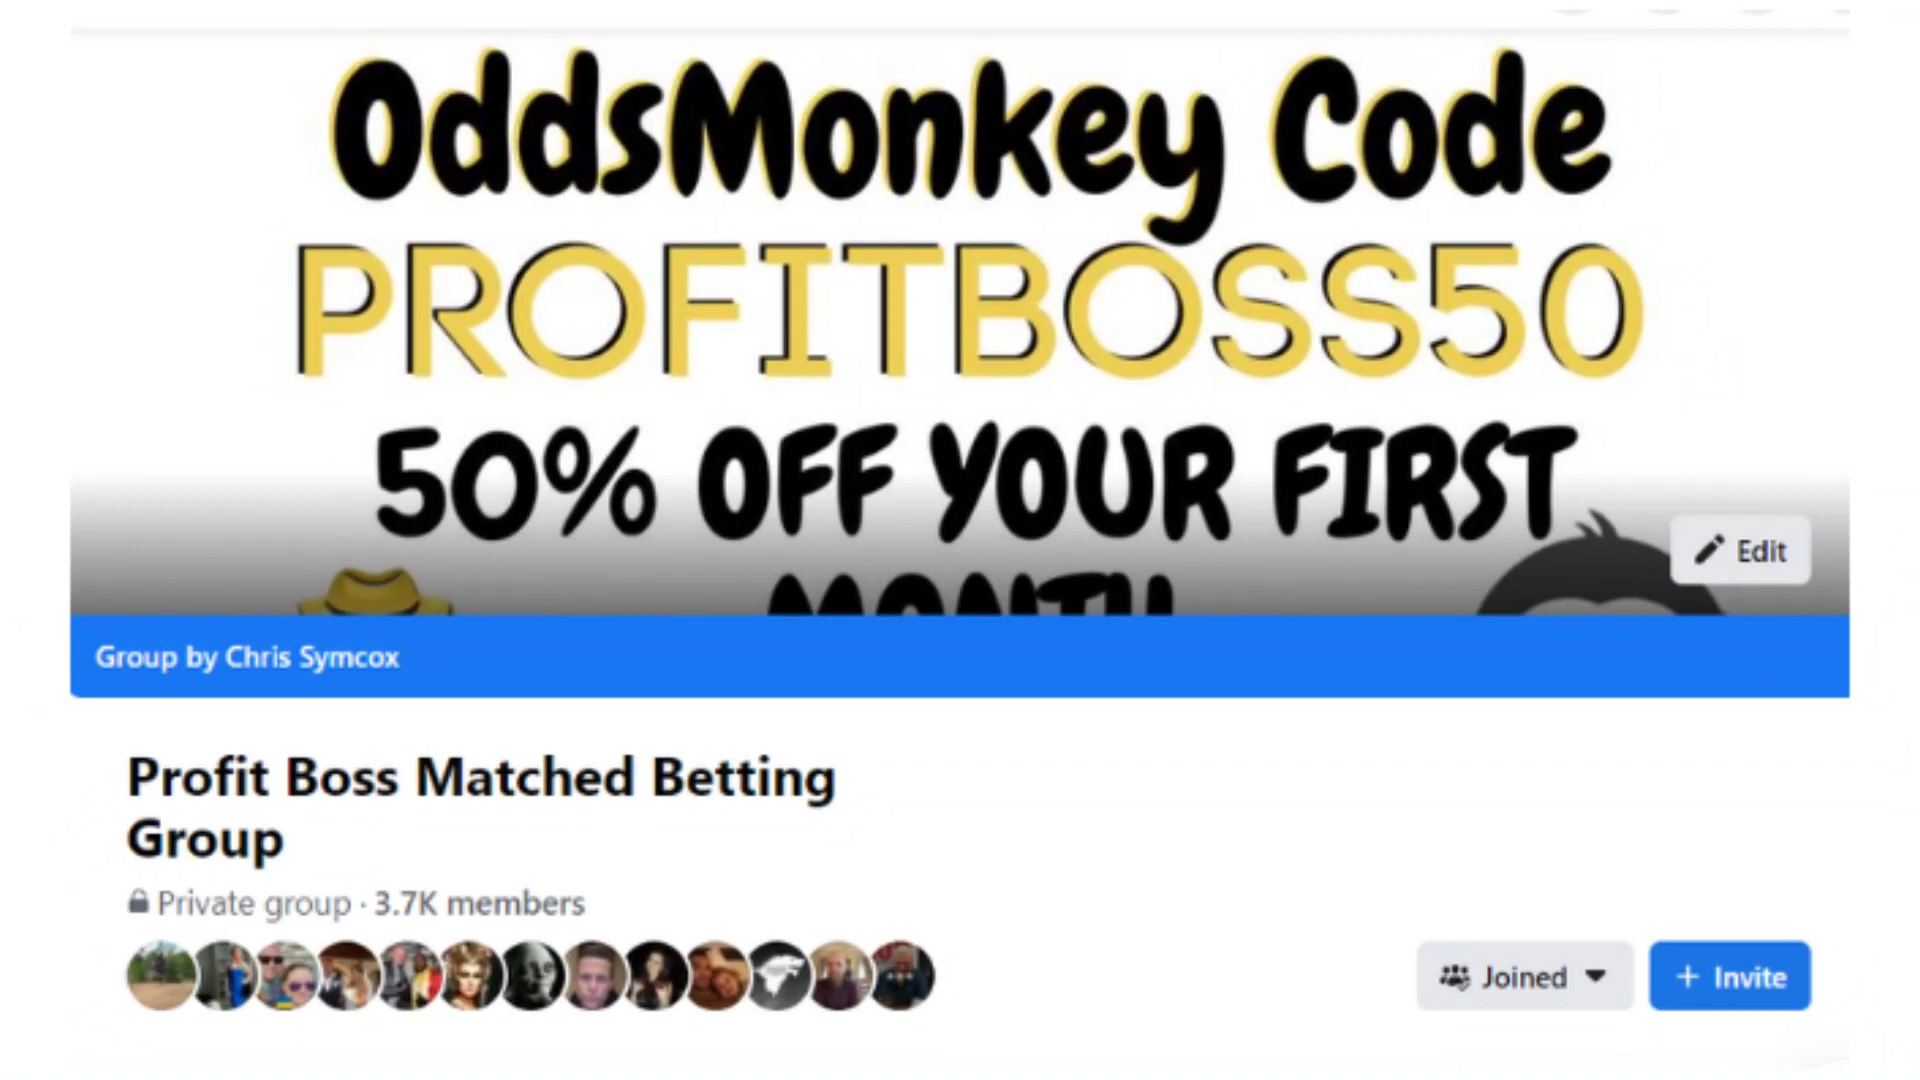 OddsMonkey Code
PROFITBOSS50
50% OFF YOUR FIRST
MONTH
Edit
Group by Chris Symcox
Profit Boss Matched Betting
Group
Private group · 3.7K members
Joined
+ Invite